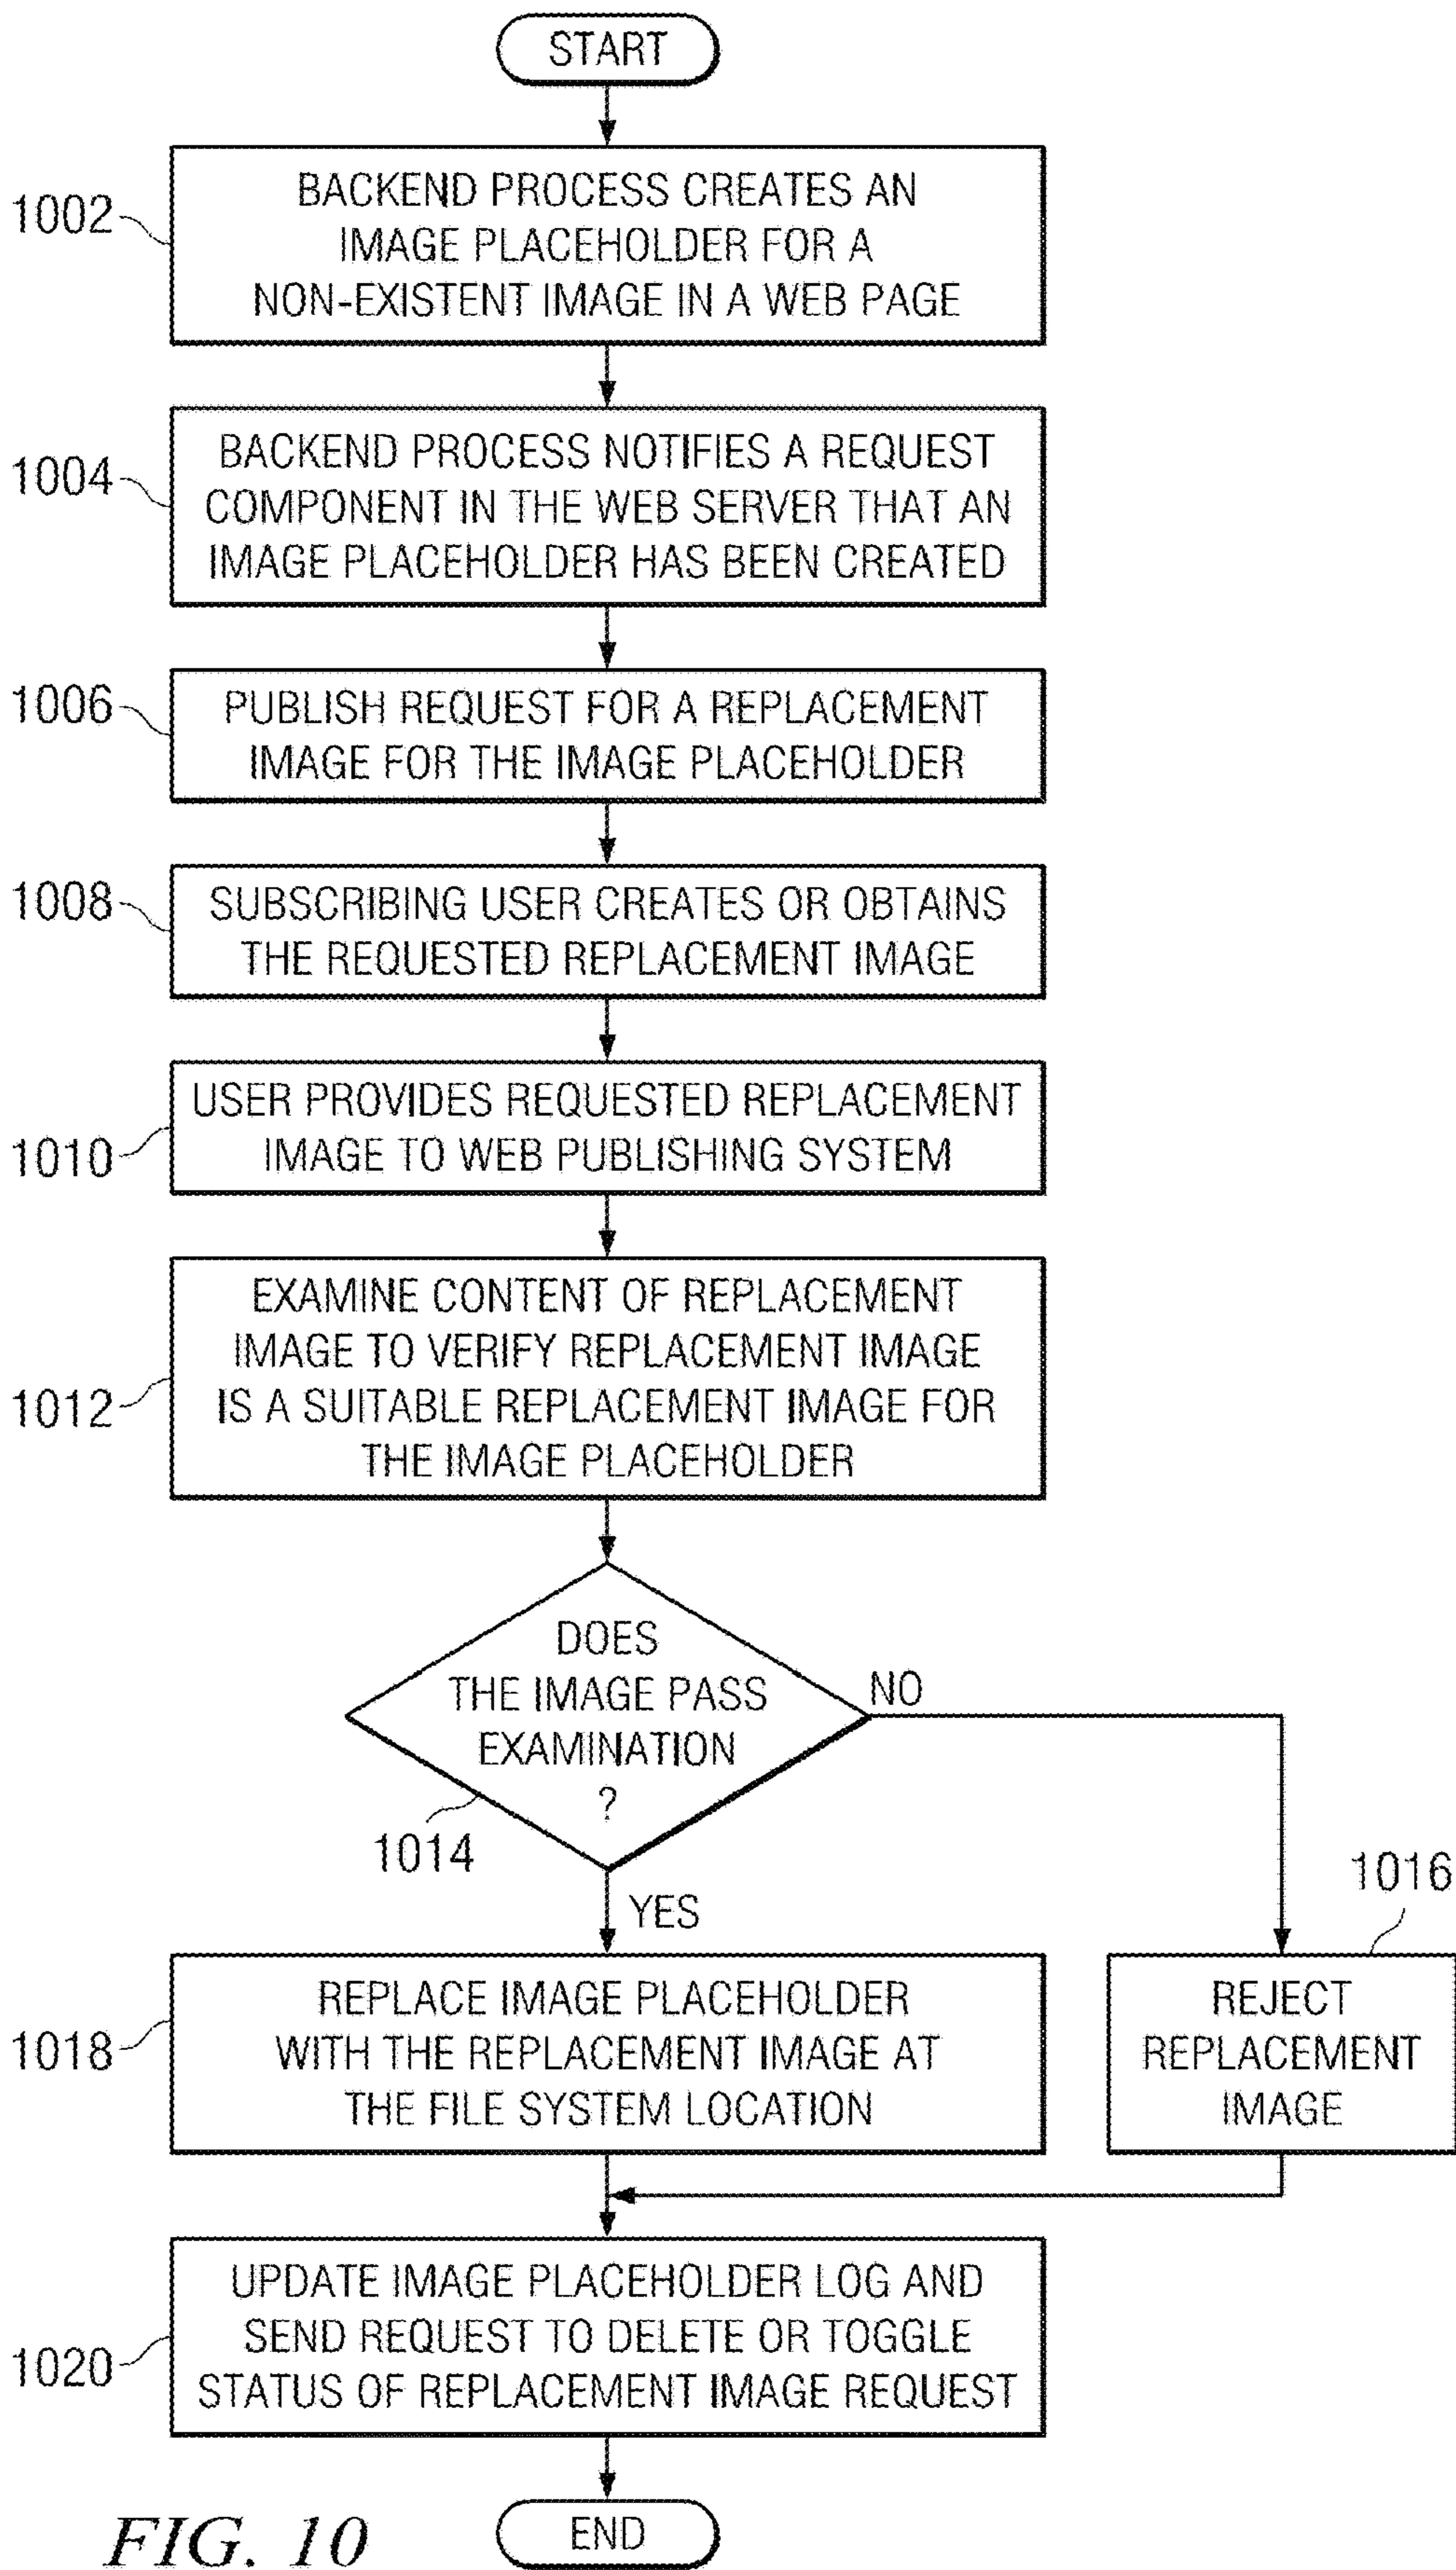 START
1002
BACKEND PROCESS CREATES AN
IMAGE PLACEHOLDER FOR A
NON-EXISTENT IMAGE IN A WEB PAGE
1004
BACKEND PROCESS NOTIFIES A REQUEST
COMPONENT IN THE WEB SERVER THAT AN
IMAGE PLACEHOLDER HAS BEEN CREATED
1006
PUBLISH REQUEST FOR A REPLACEMENT
IMAGE FOR THE IMAGE PLACEHOLDER
1008
SUBSCRIBING USER CREATES OR OBTAINS
THE REQUESTED REPLACEMENT IMAGE
1010
USER PROVIDES REQUESTED REPLACEMENT
IMAGE TO WEB PUBLISHING SYSTEM
1012
EXAMINE CONTENT OF REPLACEMENT
IMAGE TO VERIFY REPLACEMENT IMAGE
IS A SUITABLE REPLACEMENT IMAGE FOR
THE IMAGE PLACEHOLDER
DOES
THE IMAGE PASS
EXAMINATION
?
1014
NO
YES
1016
REJECT
REPLACEMENT
IMAGE
1018
REPLACE IMAGE PLACEHOLDER
WITH THE REPLACEMENT IMAGE AT
THE FILE SYSTEM LOCATION
1020
UPDATE IMAGE PLACEHOLDER LOG AND
SEND REQUEST TO DELETE OR TOGGLE
STATUS OF REPLACEMENT IMAGE REQUEST
END
FIG. 10